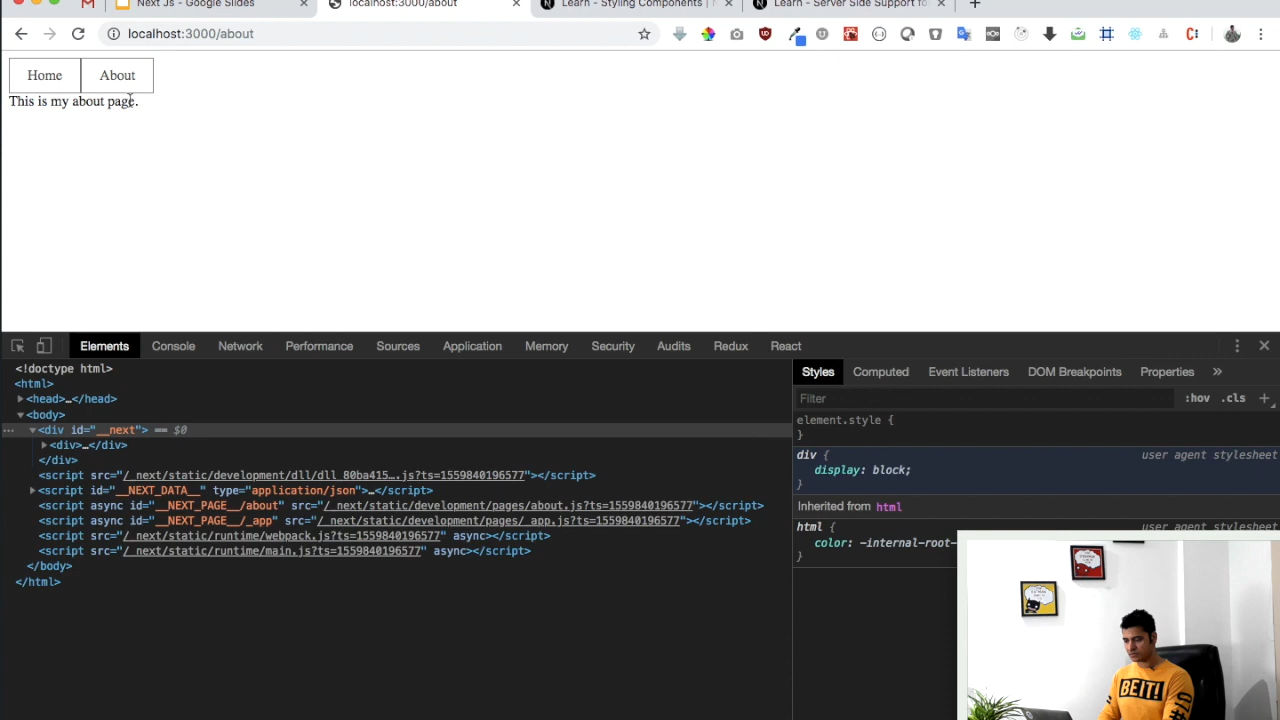 Next Js - Google Slides
localhost:3000/about
Learn - Styling Components | N
Learn - Server Side Support for
localhost:3000/about
Home About
This is my about page.
Elements Console Network Performance Sources Application Memory Security Audits Redux React
<!doctype html>
<html>
<head>…</head>
<body>
<div id="__next"> == $0
<div>…</div>
</div>
<script src="/_next/static/development/dll/dll_80ba415….js?ts=1559840196577"></script>
<script id="__NEXT_DATA__" type="application/json">…</script>
<script async id="__NEXT_PAGE__/about" src="/_next/static/development/pages/about.js?ts=1559840196577"></script>
<script async id="__NEXT_PAGE__/_app" src="/_next/static/development/pages/_app.js?ts=1559840196577"></script>
<script src="/_next/static/runtime/webpack.js?ts=1559840196577" async></script>
<script src="/_next/static/runtime/main.js?ts=1559840196577" async></script>
</body>
</html>
Styles Computed Event Listeners DOM Breakpoints Properties »
Filter :hov .cls +
element.style {
}
div { user agent stylesheet
display: block;
}
Inherited from html
html { user agent stylesheet
color: -internal-root-
}
BEIT!